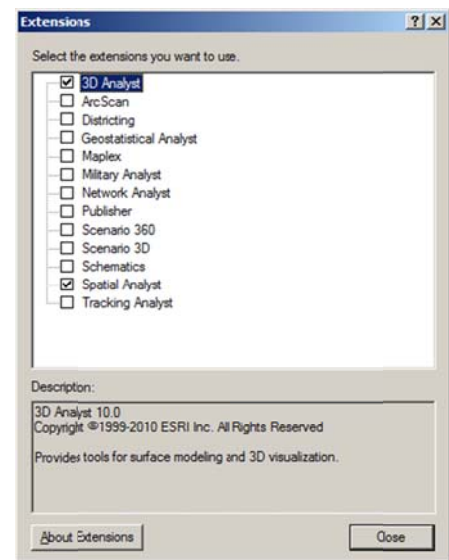 Extensions
Select the extensions you want to use.
3D Analyst
ArcScan
Districting
Geostatistical Analyst
Maplex
Military Analyst
Network Analyst
Publisher
Scenario 360
Scenario 3D
Schematics
Spatial Analyst
Tracking Analyst
Description:
3D Analyst 10.0
Copyright ©1999-2010 ESRI Inc. All Rights Reserved
Provides tools for surface modeling and 3D visualization.
About Extensions
Close